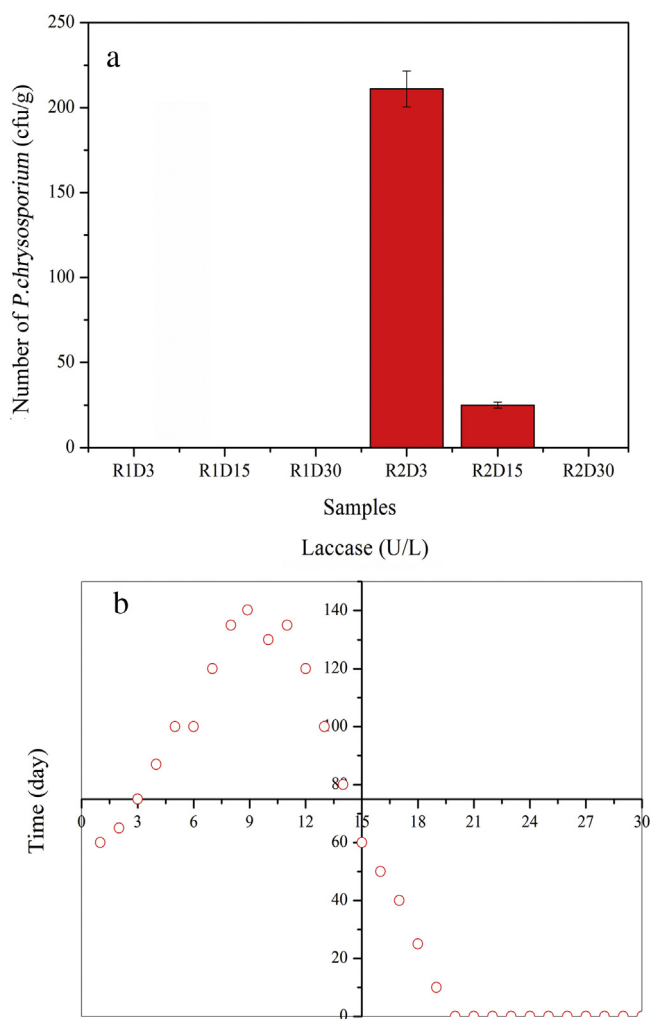 a
250
200
150
100
50
0
Number of P.chrysosporium (cfu/g)
R1D3 R1D15 R1D30 R2D3 R2D15 R2D30
Samples
Laccase (U/L)
b
140
120
100
80
Time (day)
0 3 6 9 12 15 18 21 24 27 30
60
40
20
0